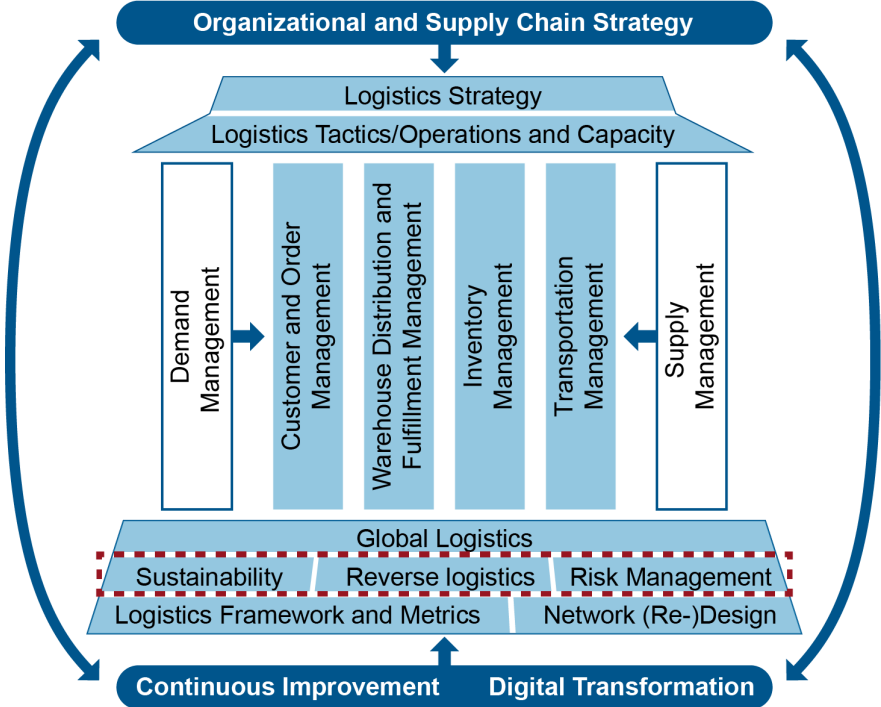 Organizational and Supply Chain Strategy
Logistics Strategy
Logistics Tactics/Operations and Capacity
Demand
Management
Customer and Order
Management
Warehouse Distribution and
Fulfillment Management
Inventory
Management
Transportation
Management
Supply
Management
Global Logistics
Sustainability
Reverse logistics
Risk Management
Logistics Framework and Metrics
Network (Re-)Design
Continuous Improvement
Digital Transformation